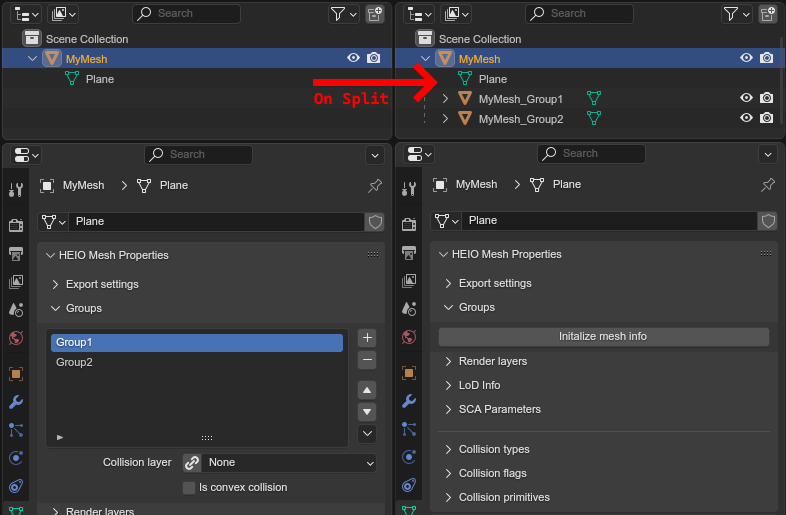 Search
Scene Collection
MyMesh
Plane
On Split
Search
Scene Collection
MyMesh
Plane
MyMesh_Group1
MyMesh_Group2
Search
MyMesh > Plane
Plane
HEIO Mesh Properties
Export settings
Groups
Group1
Group2
Collision layer None
Is convex collision
Render layers
Search
MyMesh > Plane
Plane
HEIO Mesh Properties
Export settings
Groups
Initalize mesh info
Render layers
LoD Info
SCA Parameters
Collision types
Collision flags
Collision primitives